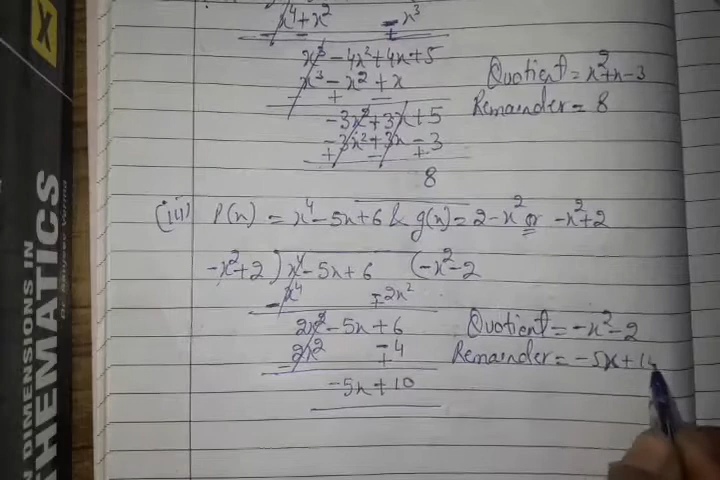 x⁴+x² -x³
- - +
x³-4x²+4x+5
x³-x²+x
- + -
-3x²+3x+5
-3x²+3x-3
+ - +
8
Quotient = x²+x-3
Remainder = 8
(iii) P(x) = x⁴-5x+6 & g(x)= 2-x² or -x²+2
-x²+2 ) x⁴-5x+6 (-x²-2
x⁴ -2x²
- +
2x²-5x+6
2x² -4
- +
-5x+10
Quotient = -x²-2
Remainder = -5x+1
N DIMENSIONS IN
THEMATICS